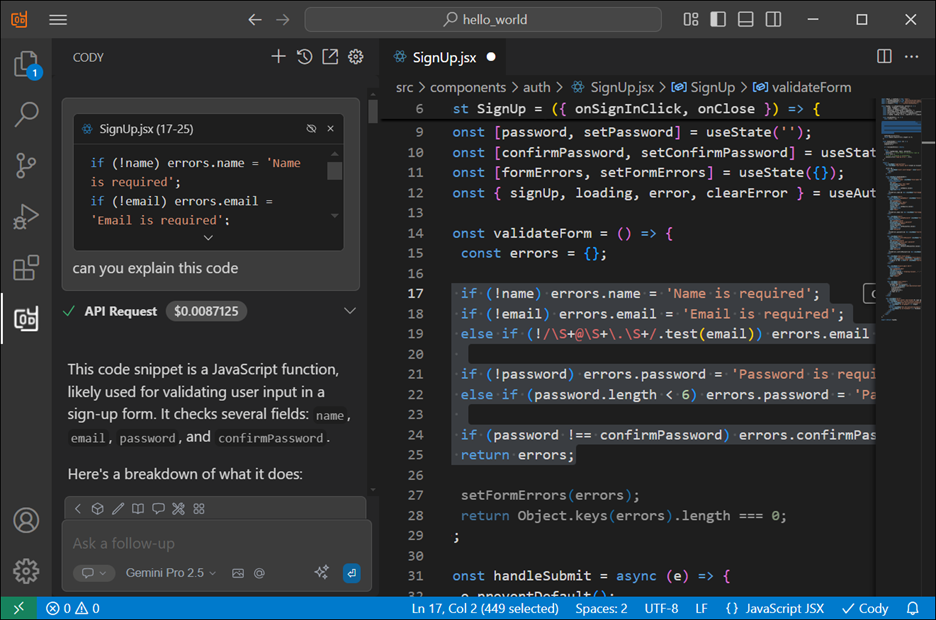 hello_world
CODY
SignUp.jsx
1
src > components > auth > SignUp.jsx > SignUp > validateForm
SignUp.jsx (17-25)
if (!name) errors.name = 'Name
is required';
if (!email) errors.email =
'Email is required';
can you explain this code
API Request $0.0087125
This code snippet is a JavaScript function,
likely used for validating user input in a
sign-up form. It checks several fields: name,
email, password, and confirmPassword.
Here's a breakdown of what it does:
Ask a follow-up
Gemini Pro 2.5
6 st SignUp = ({ onSignInClick, onClose }) => {
9 onst [password, setPassword] = useState('');
10 onst [confirmPassword, setConfirmPassword] = useStat
11 onst [formErrors, setFormErrors] = useState({});
12 onst { signUp, loading, error, clearError } = useAut
13
14 onst validateForm = () => {
15 const errors = {};
16
17 if (!name) errors.name = 'Name is required';
18 if (!email) errors.email = 'Email is required';
19 else if (!/\S+@\S+\.\S+/.test(email)) errors.email
20
21 if (!password) errors.password = 'Password is requi
22 else if (password.length < 6) errors.password = 'Pa
23
24 if (password !== confirmPassword) errors.confirmPas
25 return errors;
26
27 setFormErrors(errors);
28 return Object.keys(errors).length === 0;
29 ;
30
31 onst handleSubmit = async (e) => {
32 e.preventDefault();
0 0 Ln 17, Col 2 (449 selected) Spaces: 2 UTF-8 LF {} JavaScript JSX Cody